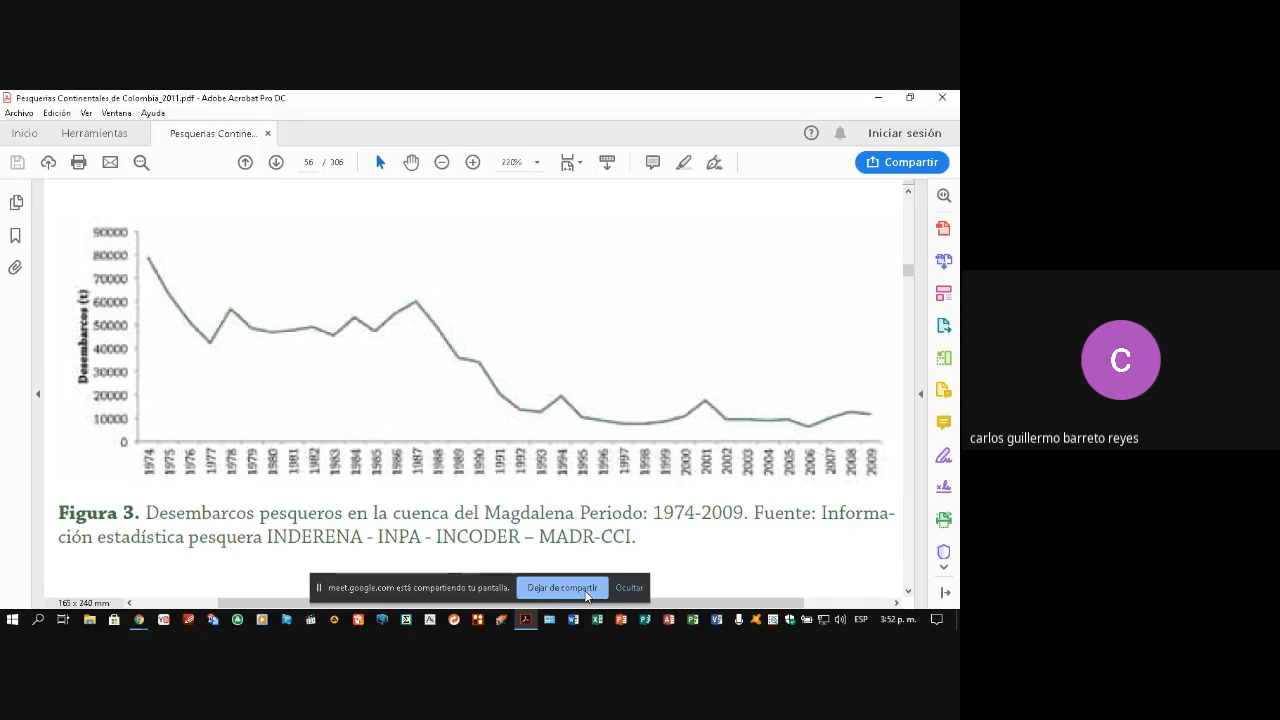 Pesquerias Continentales de Colombia_2011.pdf - Adobe Acrobat Pro DC
Archivo Edición Ver Ventana Ayuda
Inicio Herramientas Pesquerias Contine... × Iniciar sesión
56 / 306 220% Compartir
90000
80000
70000
60000
50000
40000
30000
20000
10000
0
Desembarcos (t)
1974 1975 1976 1977 1978 1979 1980 1981 1982 1983 1984 1985 1986 1987 1988 1989 1990 1991 1992 1993 1994 1995 1996 1997 1998 1999 2000 2001 2002 2003 2004 2005 2006 2007 2008 2009
Figura 3. Desembarcos pesqueros en la cuenca del Magdalena Periodo: 1974-2009. Fuente: Informa-
ción estadística pesquera INDERENA - INPA - INCODER – MADR-CCI.
meet.google.com está compartiendo tu pantalla. Dejar de compartir Ocultar
165 x 240 mm
ESP 3:52 p. m.
C
carlos guillermo barreto reyes